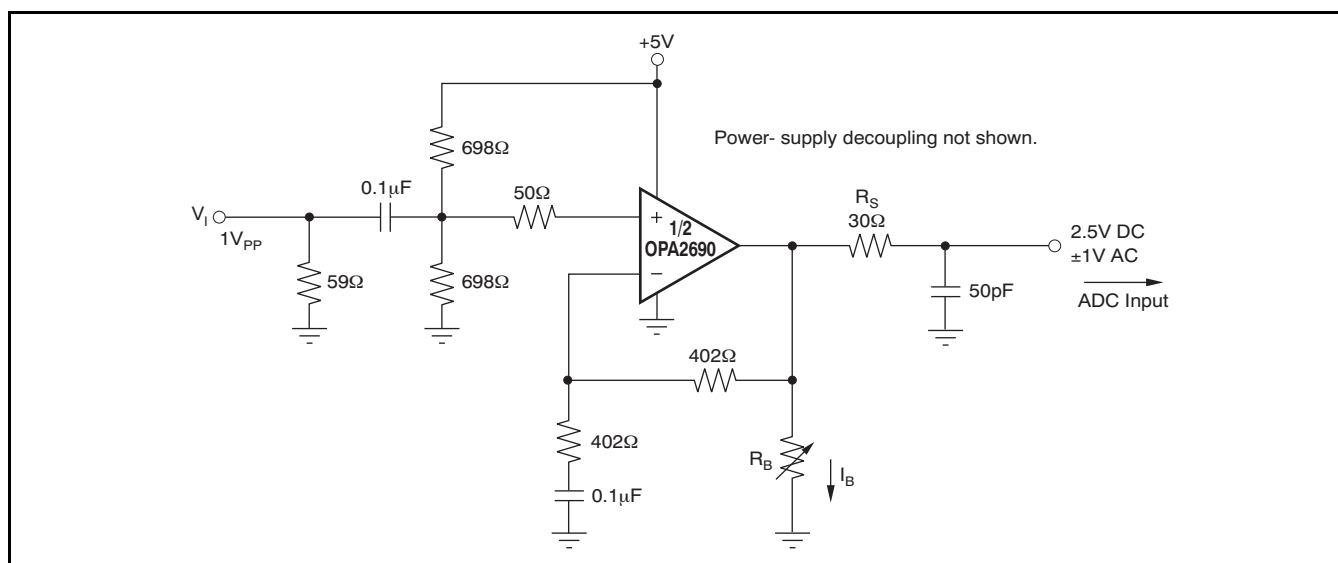 +5V
Power- supply decoupling not shown.
698Ω
0.1μF
50Ω
V_I
1V_PP
+
1/2
OPA2690
−
R_S
30Ω
2.5V DC
±1V AC
ADC Input
59Ω
698Ω
50pF
402Ω
402Ω
R_B
I_B
0.1μF